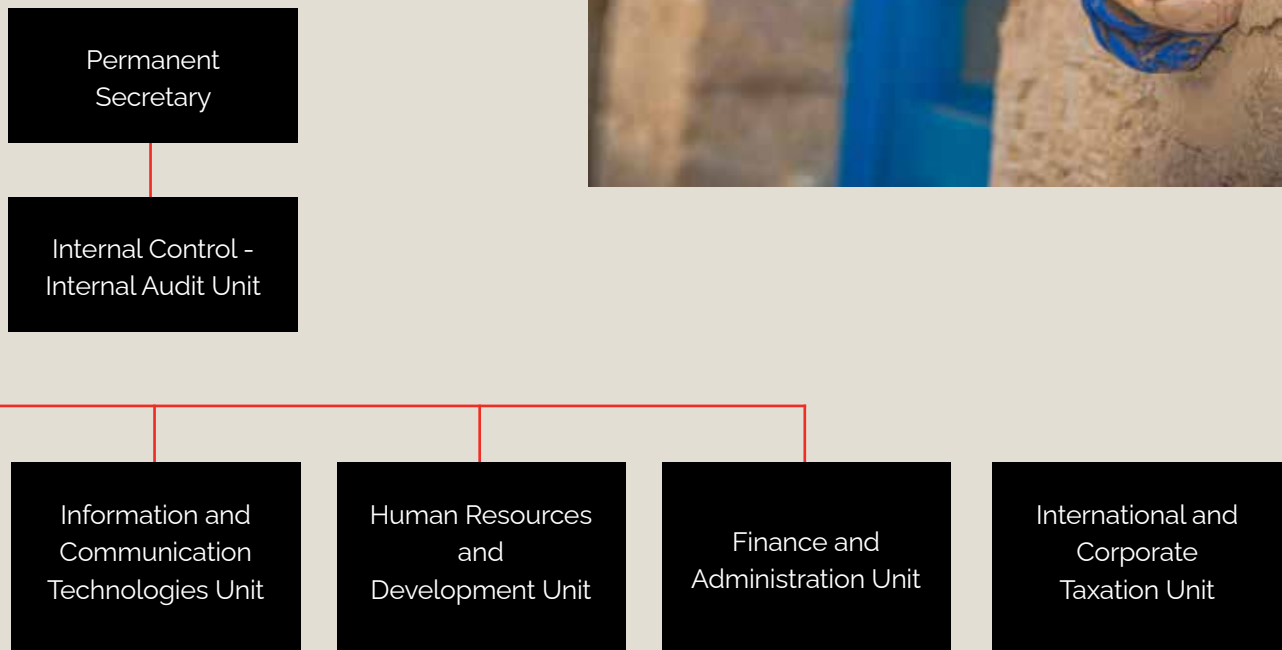 Permanent
Secretary
Internal Control -
Internal Audit Unit
Information and
Communication
Technologies Unit
Human Resources
and
Development Unit
Finance and
Administration Unit
International and
Corporate
Taxation Unit